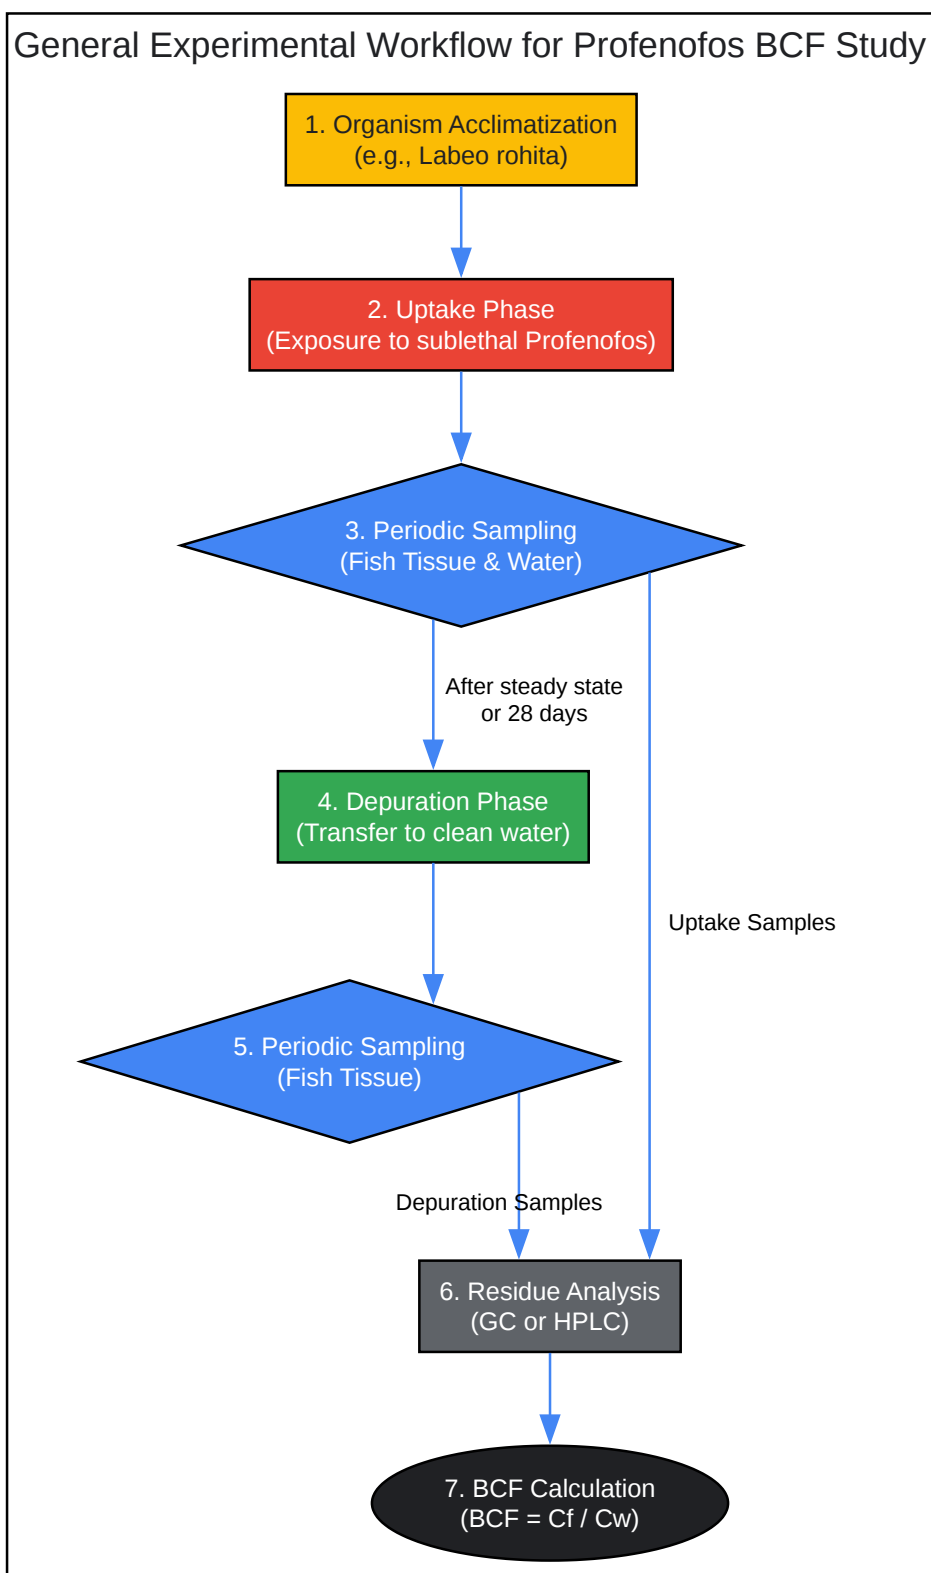 General Experimental Workflow for Profenofos BCF Study
1. Organism Acclimatization
(e.g., Labeo rohita)
2. Uptake Phase
(Exposure to sublethal Profenofos)
3. Periodic Sampling
(Fish Tissue & Water)
After steady state
or 28 days
4. Depuration Phase
(Transfer to clean water)
Uptake Samples
5. Periodic Sampling
(Fish Tissue)
Depuration Samples
6. Residue Analysis
(GC or HPLC)
7. BCF Calculation
(BCF = Cf / Cw)